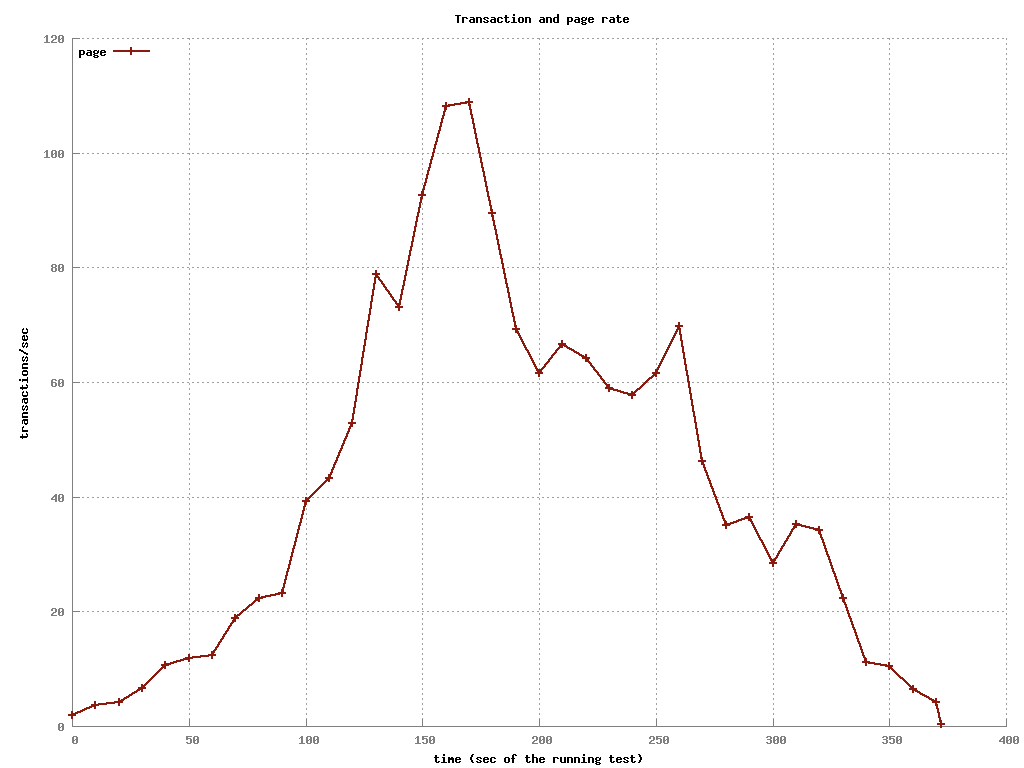 Transaction and page rate
page
transactions/sec
120
100
80
60
40
20
0
0 50 100 150 200 250 300 350 400
time (sec of the running test)